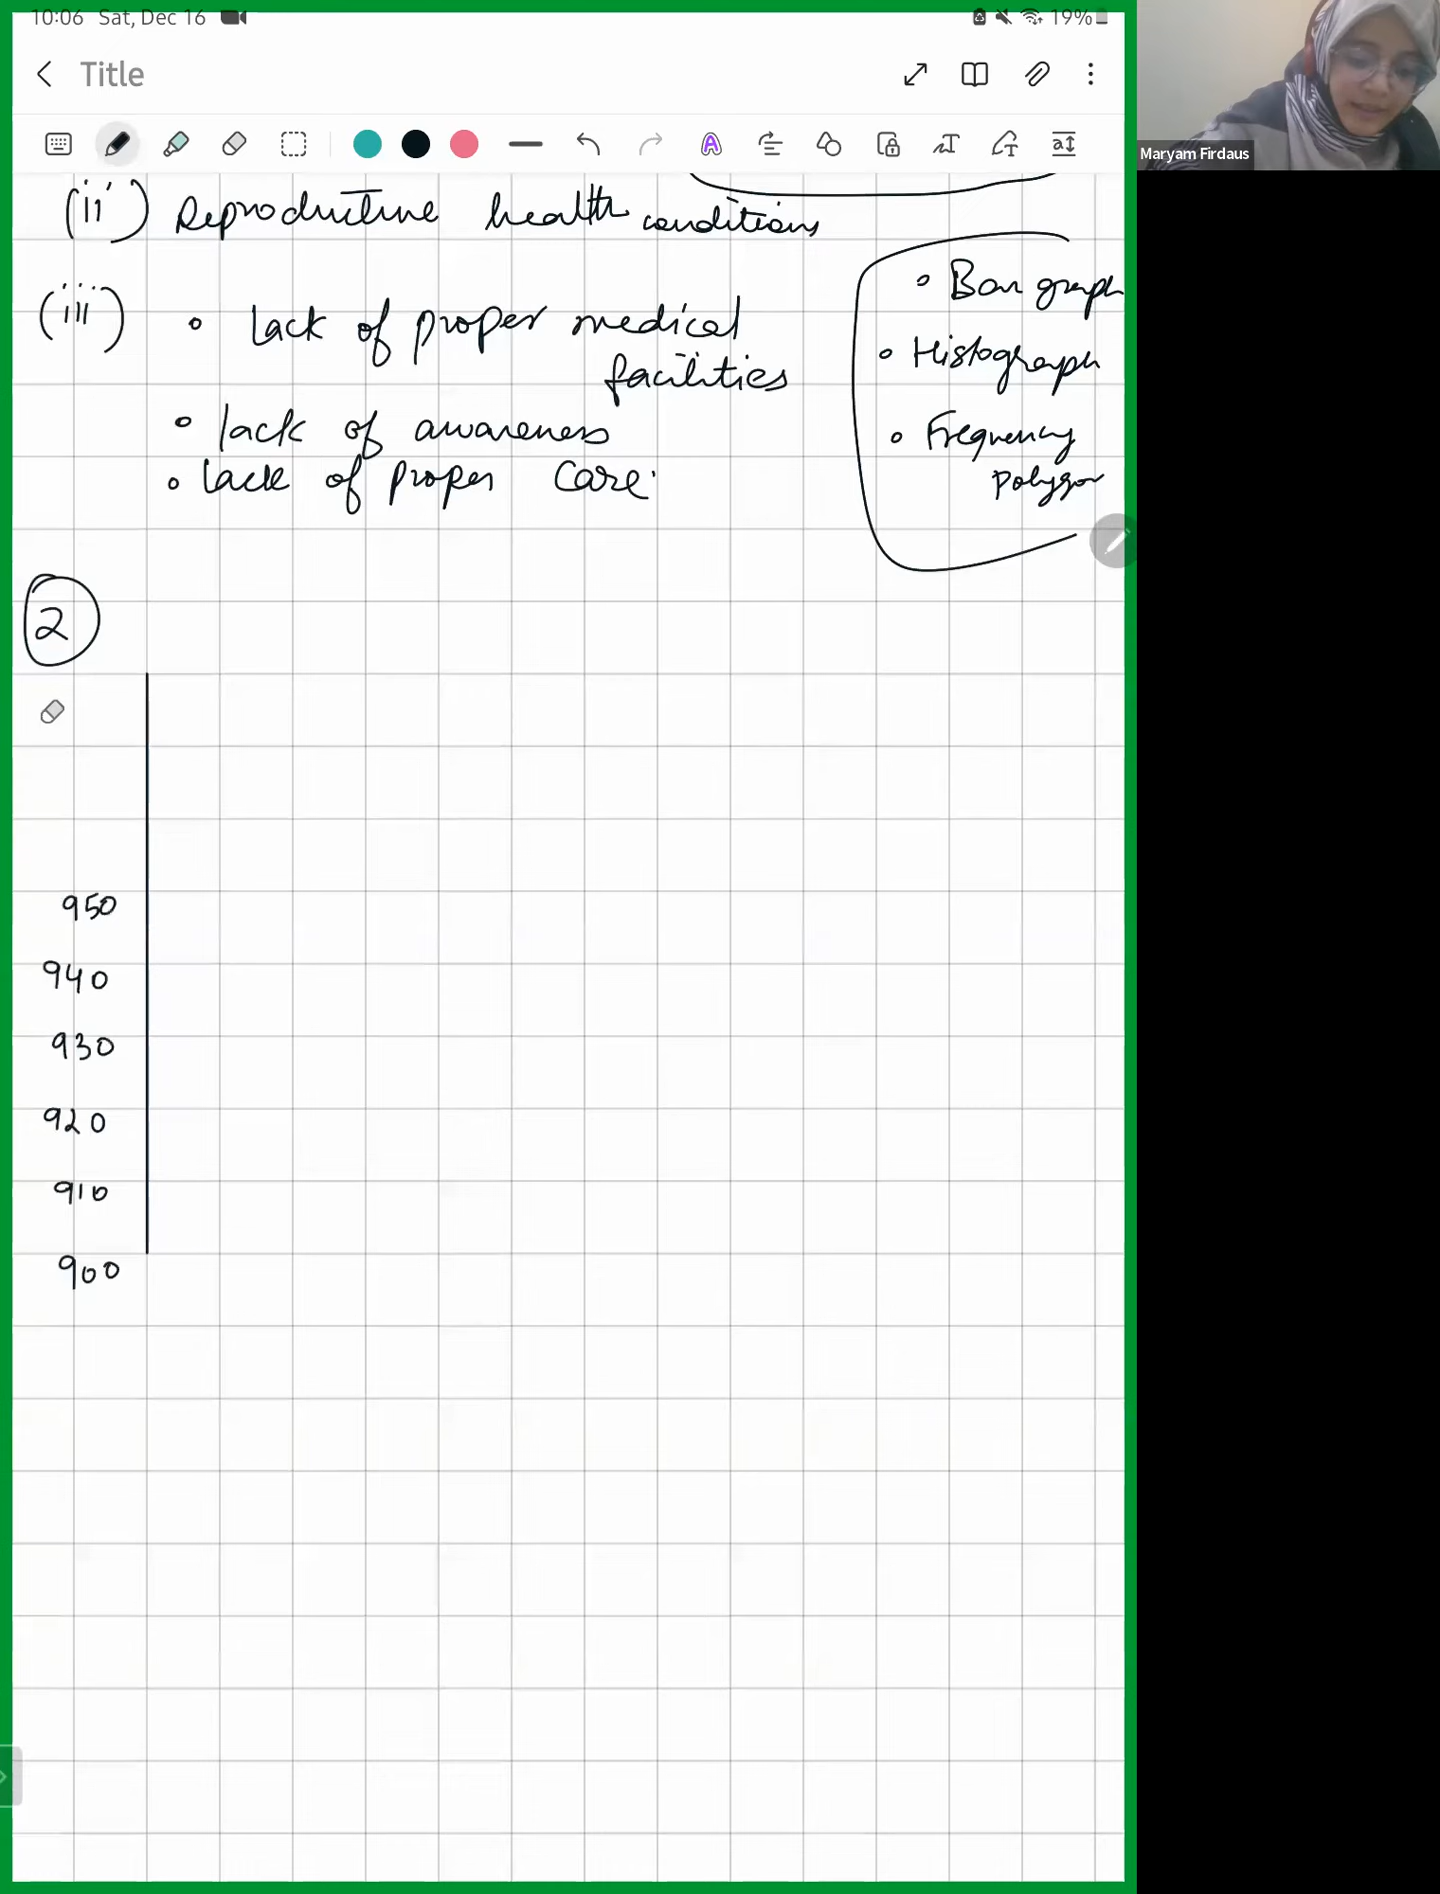 10:06 Sat, Dec 16
19%
Title
Maryam Firdaus
(ii) Reproductive health conditions
(iii) • Lack of proper medical
facilities
• lack of awareness
• Lack of proper care.
• Bar graph
• Histograph
• Frequency
polygon
2
950
940
930
920
910
900